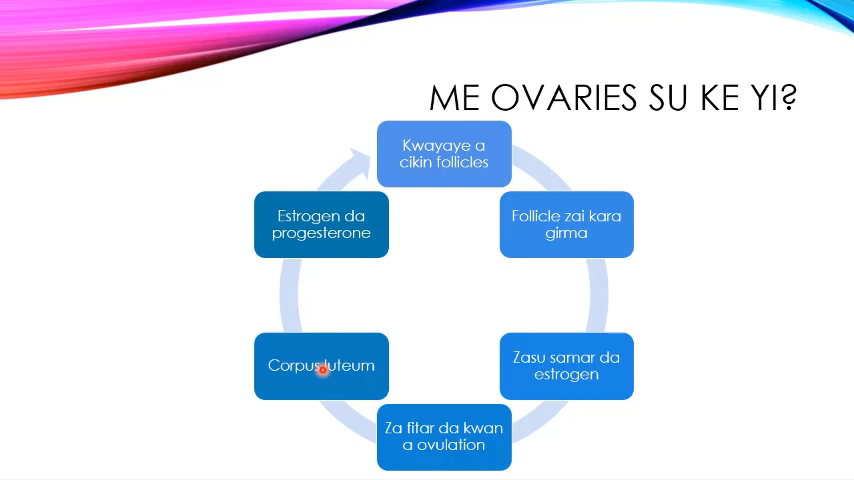 ME OVARIES SU KE YI?
Kwayaye a
cikin follicles
Follicle zai kara
girma
Zasu samar da
estrogen
Za fitar da kwan
a ovulation
Corpus luteum
Estrogen da
progesterone